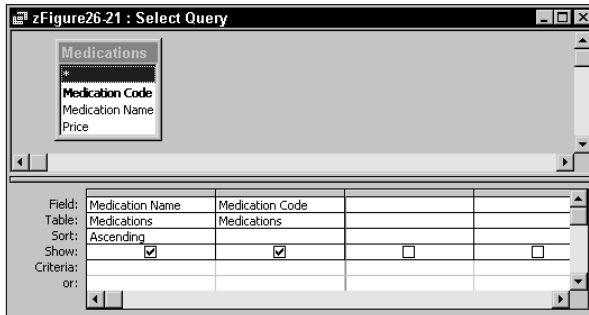 zFigure26-21 : Select Query
Medications
*
Medication Code
Medication Name
Price
Field: Medication Name Medication Code
Table: Medications Medications
Sort: Ascending
Show:
Criteria:
or: